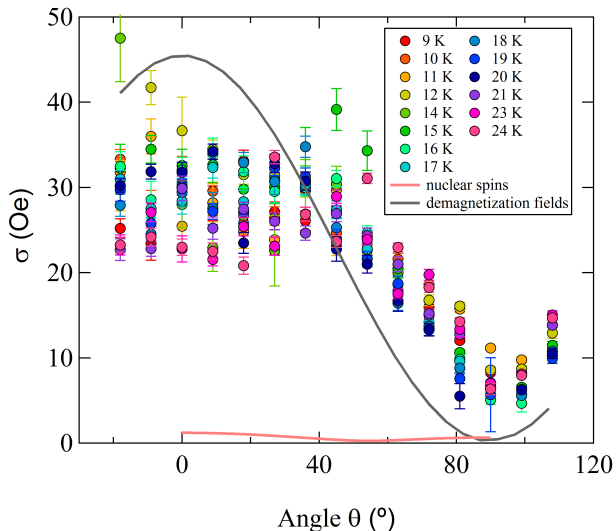 50
40
30
20
10
0
σ (Oe)
0
40
80
120
Angle θ (º)
9 K
10 K
11 K
12 K
14 K
15 K
16 K
17 K
18 K
19 K
20 K
21 K
23 K
24 K
nuclear spins
demagnetization fields